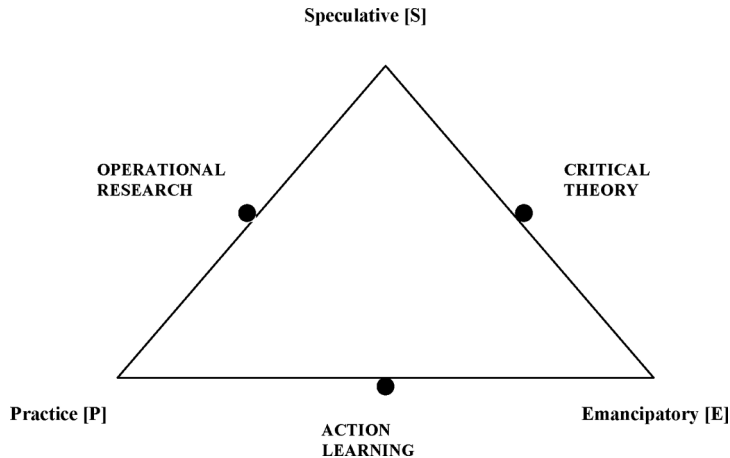 Speculative [S]
OPERATIONAL
RESEARCH
CRITICAL
THEORY
Practice [P]
Emancipatory [E]
ACTION
LEARNING